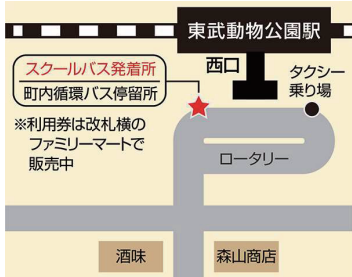 東武動物公園駅
西口
スクールバス発着所
町内循環バス停留所
タクシー
乗り場
※利用券は改札横の
ファミリーマートで
販売中
ロータリー
酒味
森山商店